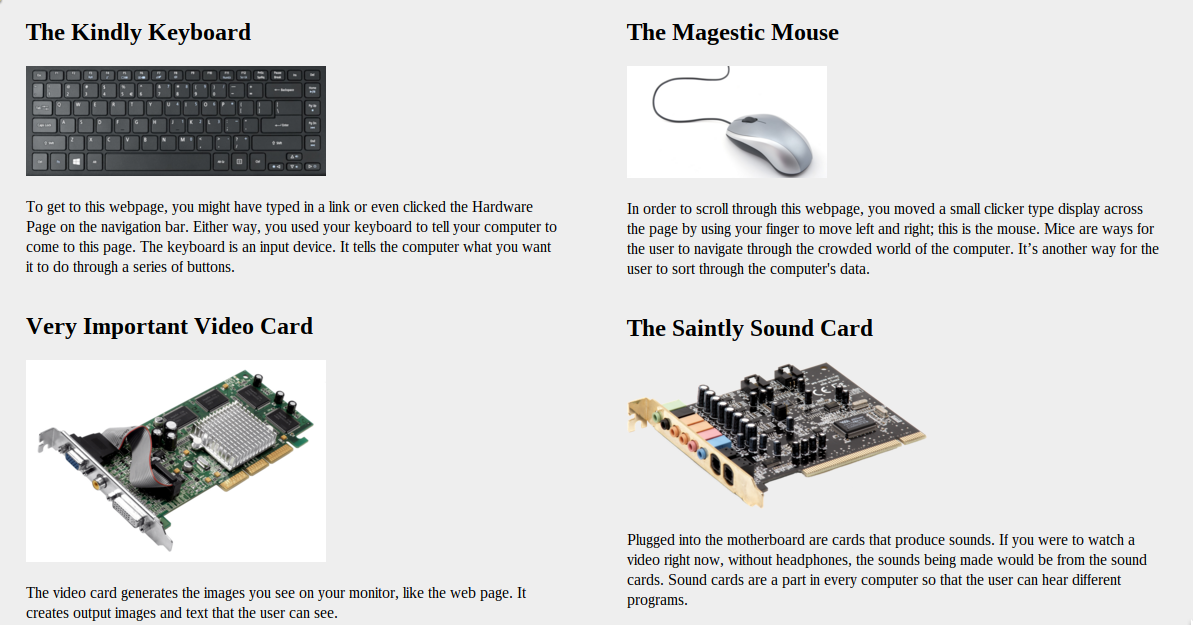 The Kindly Keyboard
To get to this webpage, you might have typed in a link or even clicked the Hardware
Page on the navigation bar. Either way, you used your keyboard to tell your computer to
come to this page. The keyboard is an input device. It tells the computer what you want
it to do through a series of buttons.
Very Important Video Card
The video card generates the images you see on your monitor, like the web page. It
creates output images and text that the user can see.
The Magestic Mouse
In order to scroll through this webpage, you moved a small clicker type display across
the page by using your finger to move left and right; this is the mouse. Mice are ways for
the user to navigate through the crowded world of the computer. It’s another way for the
user to sort through the computer's data.
The Saintly Sound Card
Plugged into the motherboard are cards that produce sounds. If you were to watch a
video right now, without headphones, the sounds being made would be from the sound
cards. Sound cards are a part in every computer so that the user can hear different
programs.